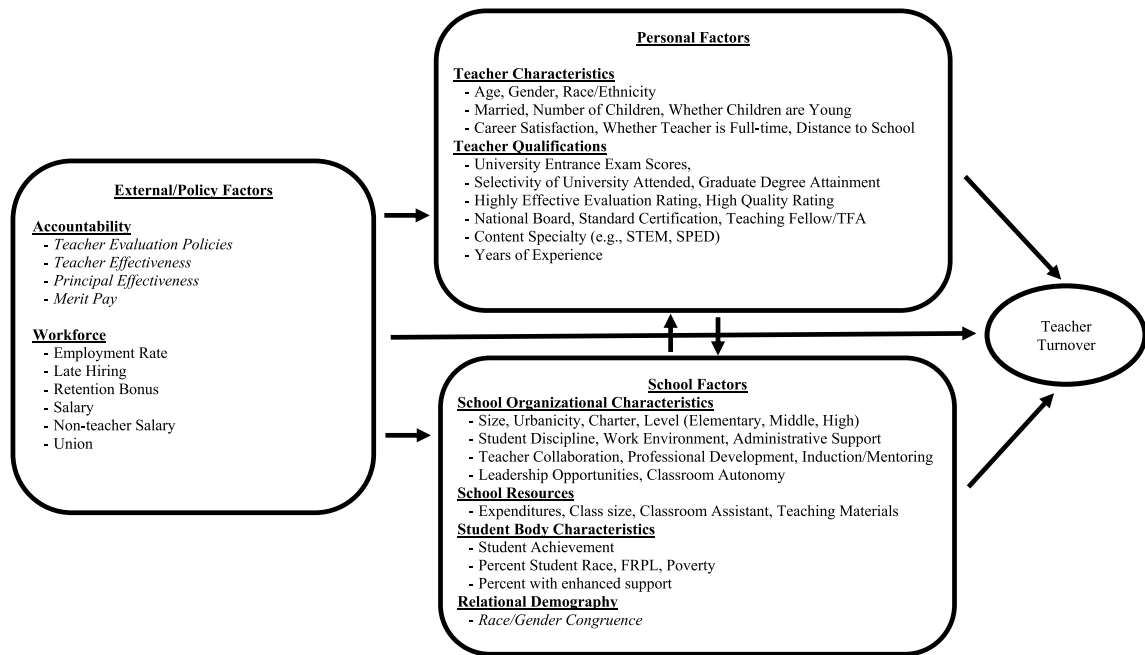 External/Policy Factors
Accountability
- Teacher Evaluation Policies
- Teacher Effectiveness
- Principal Effectiveness
- Merit Pay
Workforce
- Employment Rate
- Late Hiring
- Retention Bonus
- Salary
- Non-teacher Salary
- Union
Personal Factors
Teacher Characteristics
- Age, Gender, Race/Ethnicity
- Married, Number of Children, Whether Children are Young
- Career Satisfaction, Whether Teacher is Full-time, Distance to School
Teacher Qualifications
- University Entrance Exam Scores,
- Selectivity of University Attended, Graduate Degree Attainment
- Highly Effective Evaluation Rating, High Quality Rating
- National Board, Standard Certification, Teaching Fellow/TFA
- Content Specialty (e.g., STEM, SPED)
- Years of Experience
School Factors
School Organizational Characteristics
- Size, Urbanicity, Charter, Level (Elementary, Middle, High)
- Student Discipline, Work Environment, Administrative Support
- Teacher Collaboration, Professional Development, Induction/Mentoring
- Leadership Opportunities, Classroom Autonomy
School Resources
- Expenditures, Class size, Classroom Assistant, Teaching Materials
Student Body Characteristics
- Student Achievement
- Percent Student Race, FRPL, Poverty
- Percent with enhanced support
Relational Demography
- Race/Gender Congruence
Teacher
Turnover